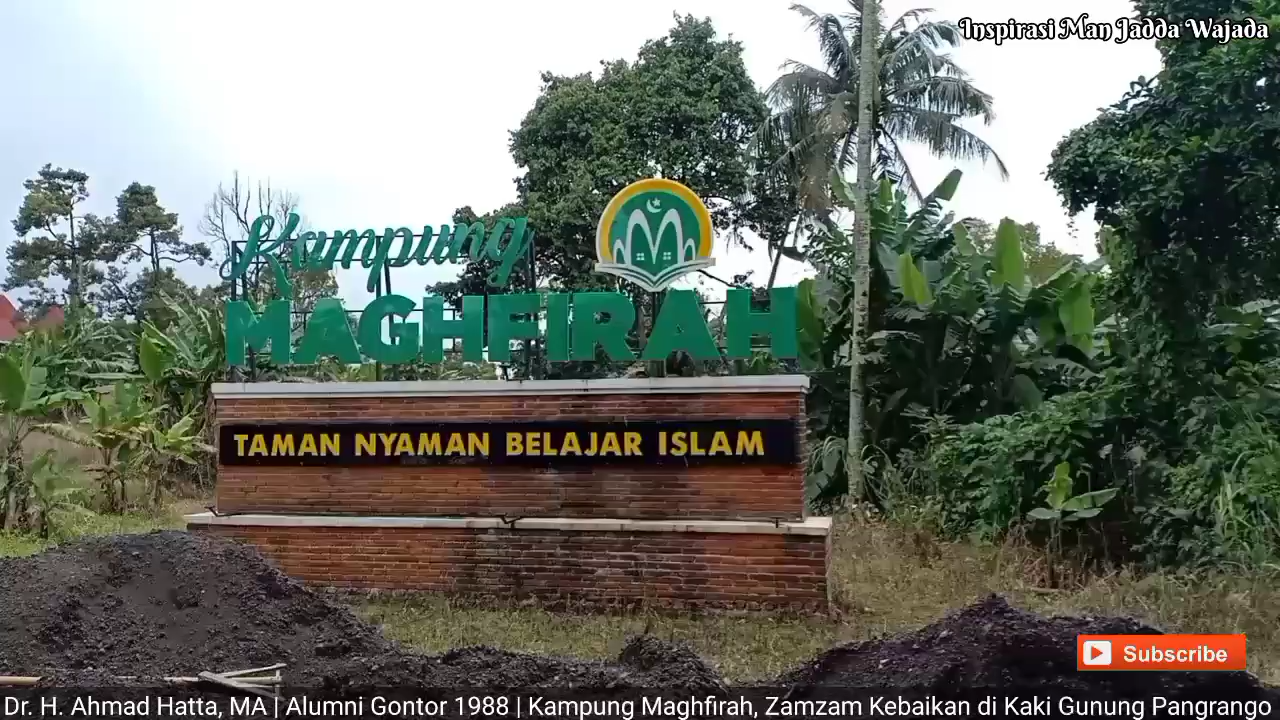 Inspirasi Man Jadda Wajada
Kampung
MAGHFIRAH
TAMAN NYAMAN BELAJAR ISLAM
Subscribe
Dr. H. Ahmad Hatta, MA | Alumni Gontor 1988 | Kampung Maghfirah, Zamzam Kebaikan di Kaki Gunung Pangrango